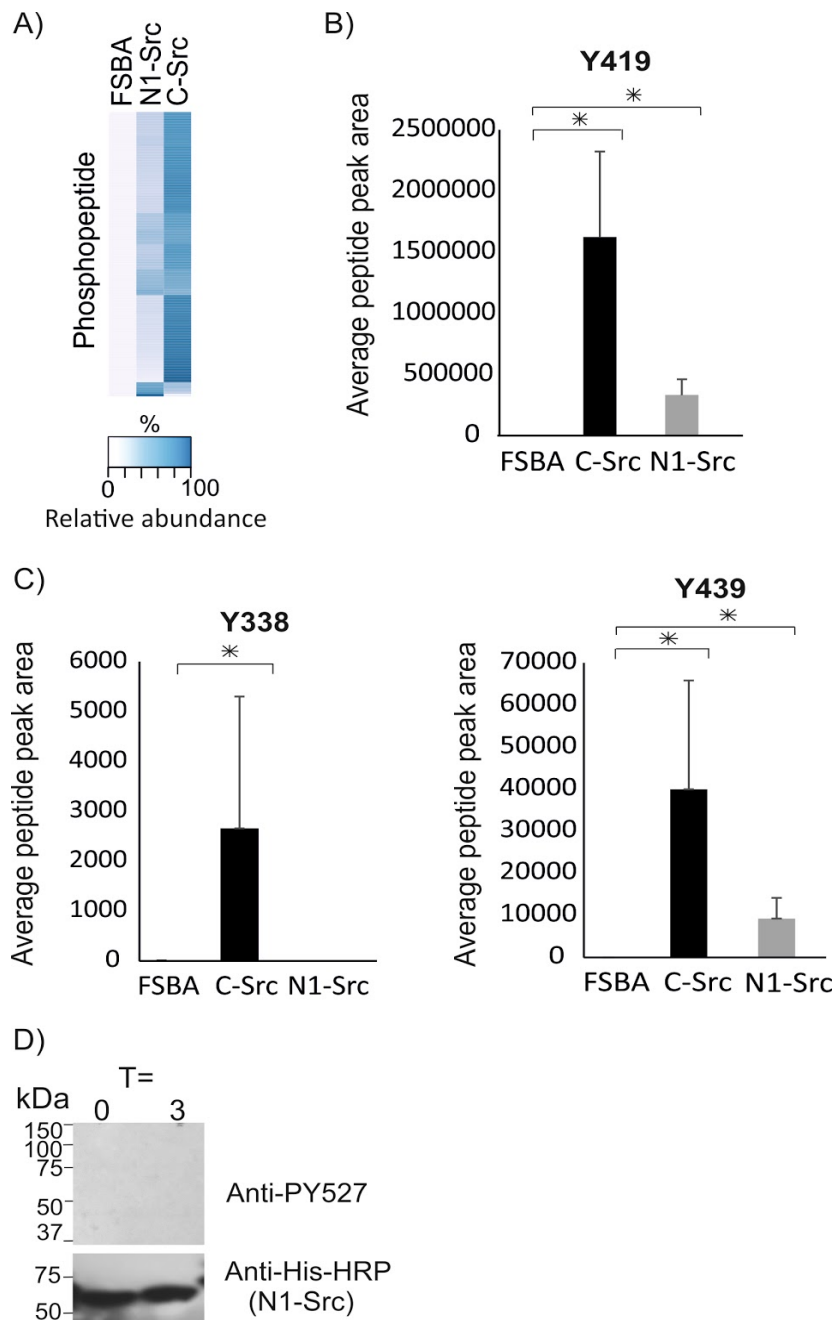 A)
FSBA
N1-Src
C-Src
Phosphopeptide
%
0 100
Relative abundance
B)
Y419
* 
*
Average peptide peak area
2500000
2000000
1500000
1000000
500000
0
FSBA C-Src N1-Src
C)
Y338
*
Average peptide peak area
6000
5000
4000
3000
2000
1000
0
FSBA C-Src N1-Src
Y439
*
*
Average peptide peak area
70000
60000
50000
40000
30000
20000
10000
0
FSBA C-Src N1-Src
D)
T=
kDa
0 3
150
100
75
50
37
Anti-PY527
75
50
Anti-His-HRP
(N1-Src)